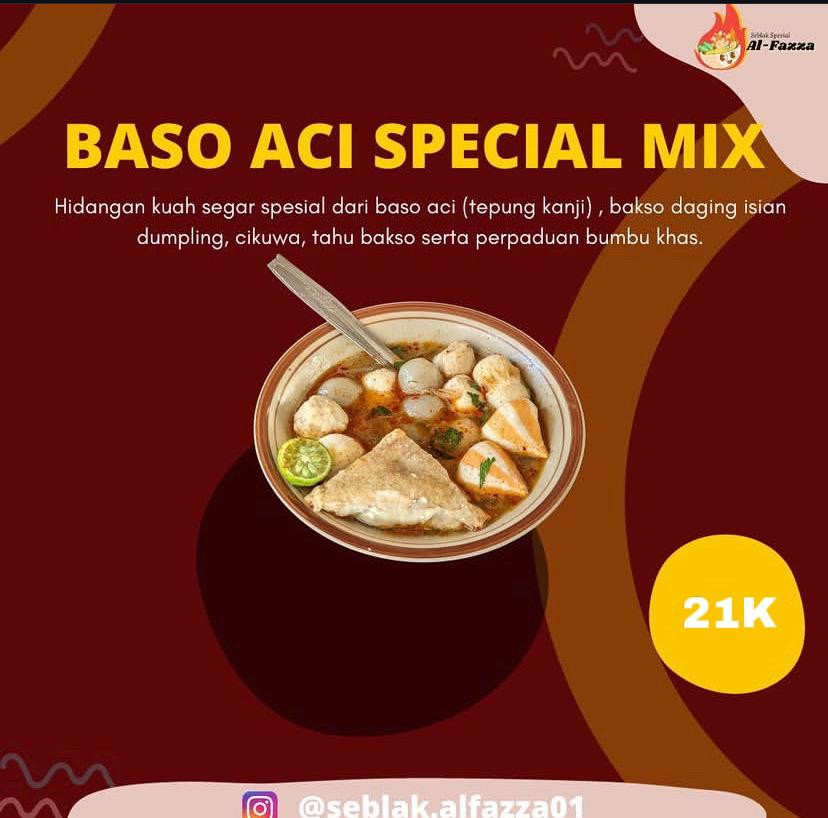 Seblak Spesial
Al-Fazza
BASO ACI SPECIAL MIX
Hidangan kuah segar spesial dari baso aci (tepung kanji) , bakso daging isian
dumpling, cikuwa, tahu bakso serta perpaduan bumbu khas.
21K
@seblak.alfazza01